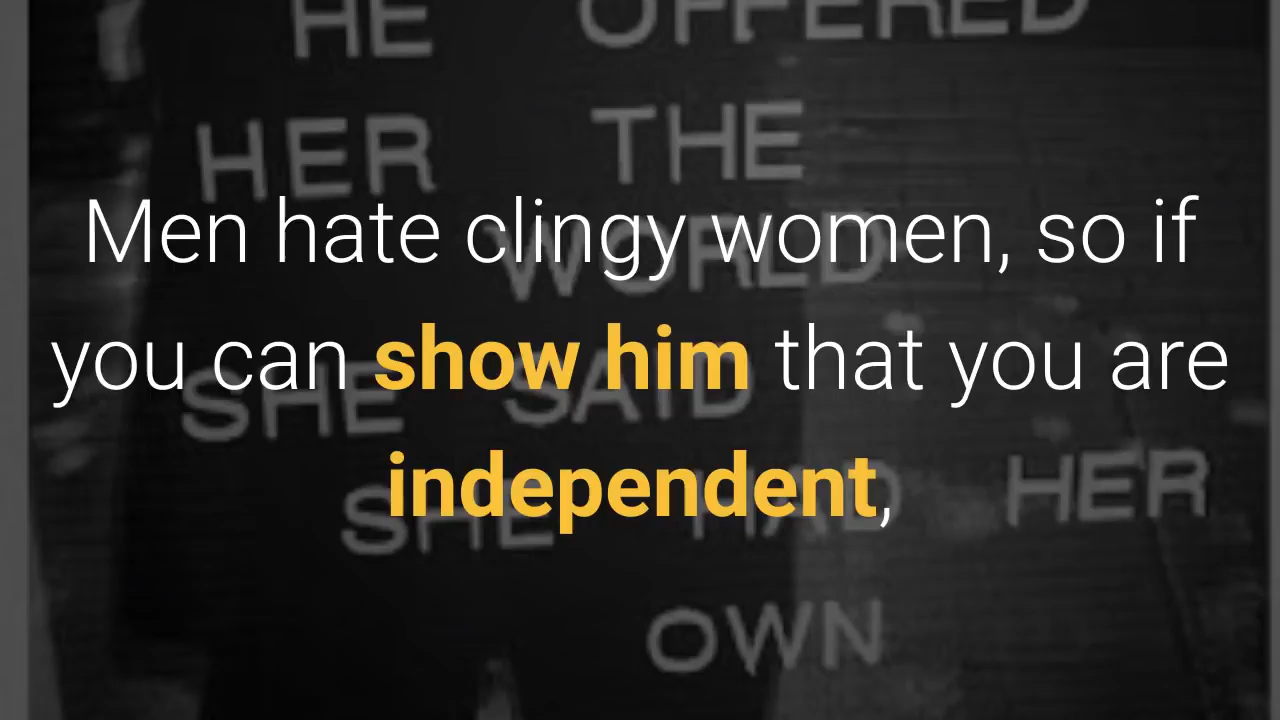 HE OFFERED
HER THE
WORLD
SHE SAID
SHE HAD HER
OWN
Men hate clingy women, so if
you can show him that you are
independent,